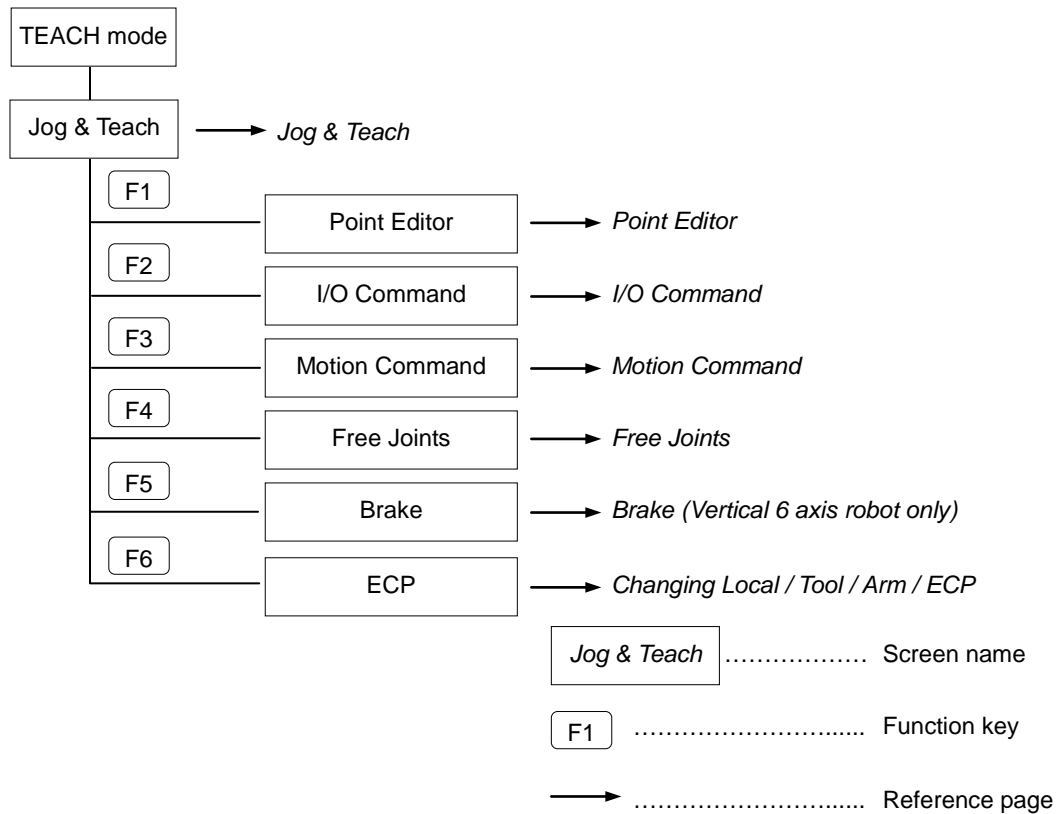 TEACH mode
Jog & Teach Jog & Teach
F1
Point Editor Point Editor
F2
I/O Command I/O Command
F3
Motion Command Motion Command
F4
Free Joints Free Joints
F5
Brake Brake (Vertical 6 axis robot only)
F6
ECP Changing Local / Tool / Arm / ECP
Jog & Teach ……………… Screen name
F1 ……………………...... Function key
……………………...... Reference page